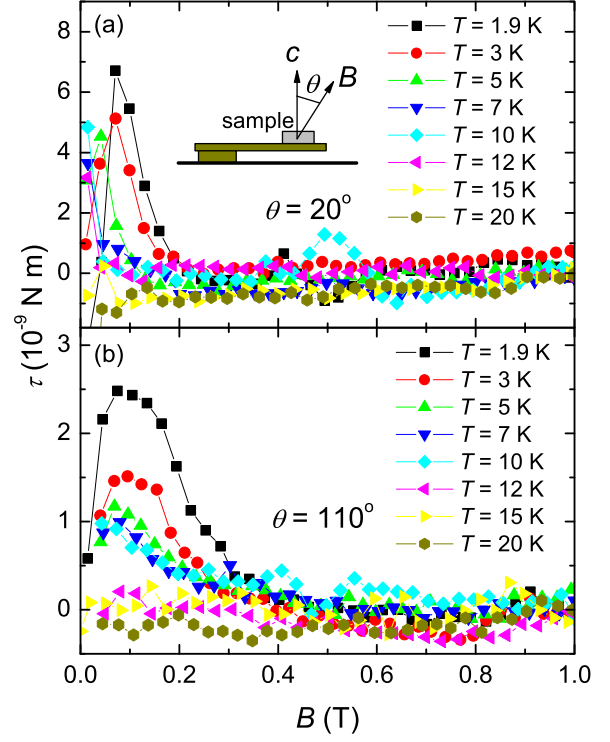 (a)
8
6
4
2
0
c
θ
B
sample
θ = 20°
T = 1.9 K
T = 3 K
T = 5 K
T = 7 K
T = 10 K
T = 12 K
T = 15 K
T = 20 K
τ (10⁻⁹ N m)
(b)
3
2
1
0
θ = 110°
T = 1.9 K
T = 3 K
T = 5 K
T = 7 K
T = 10 K
T = 12 K
T = 15 K
T = 20 K
0.0 0.2 0.4 0.6 0.8 1.0
B (T)